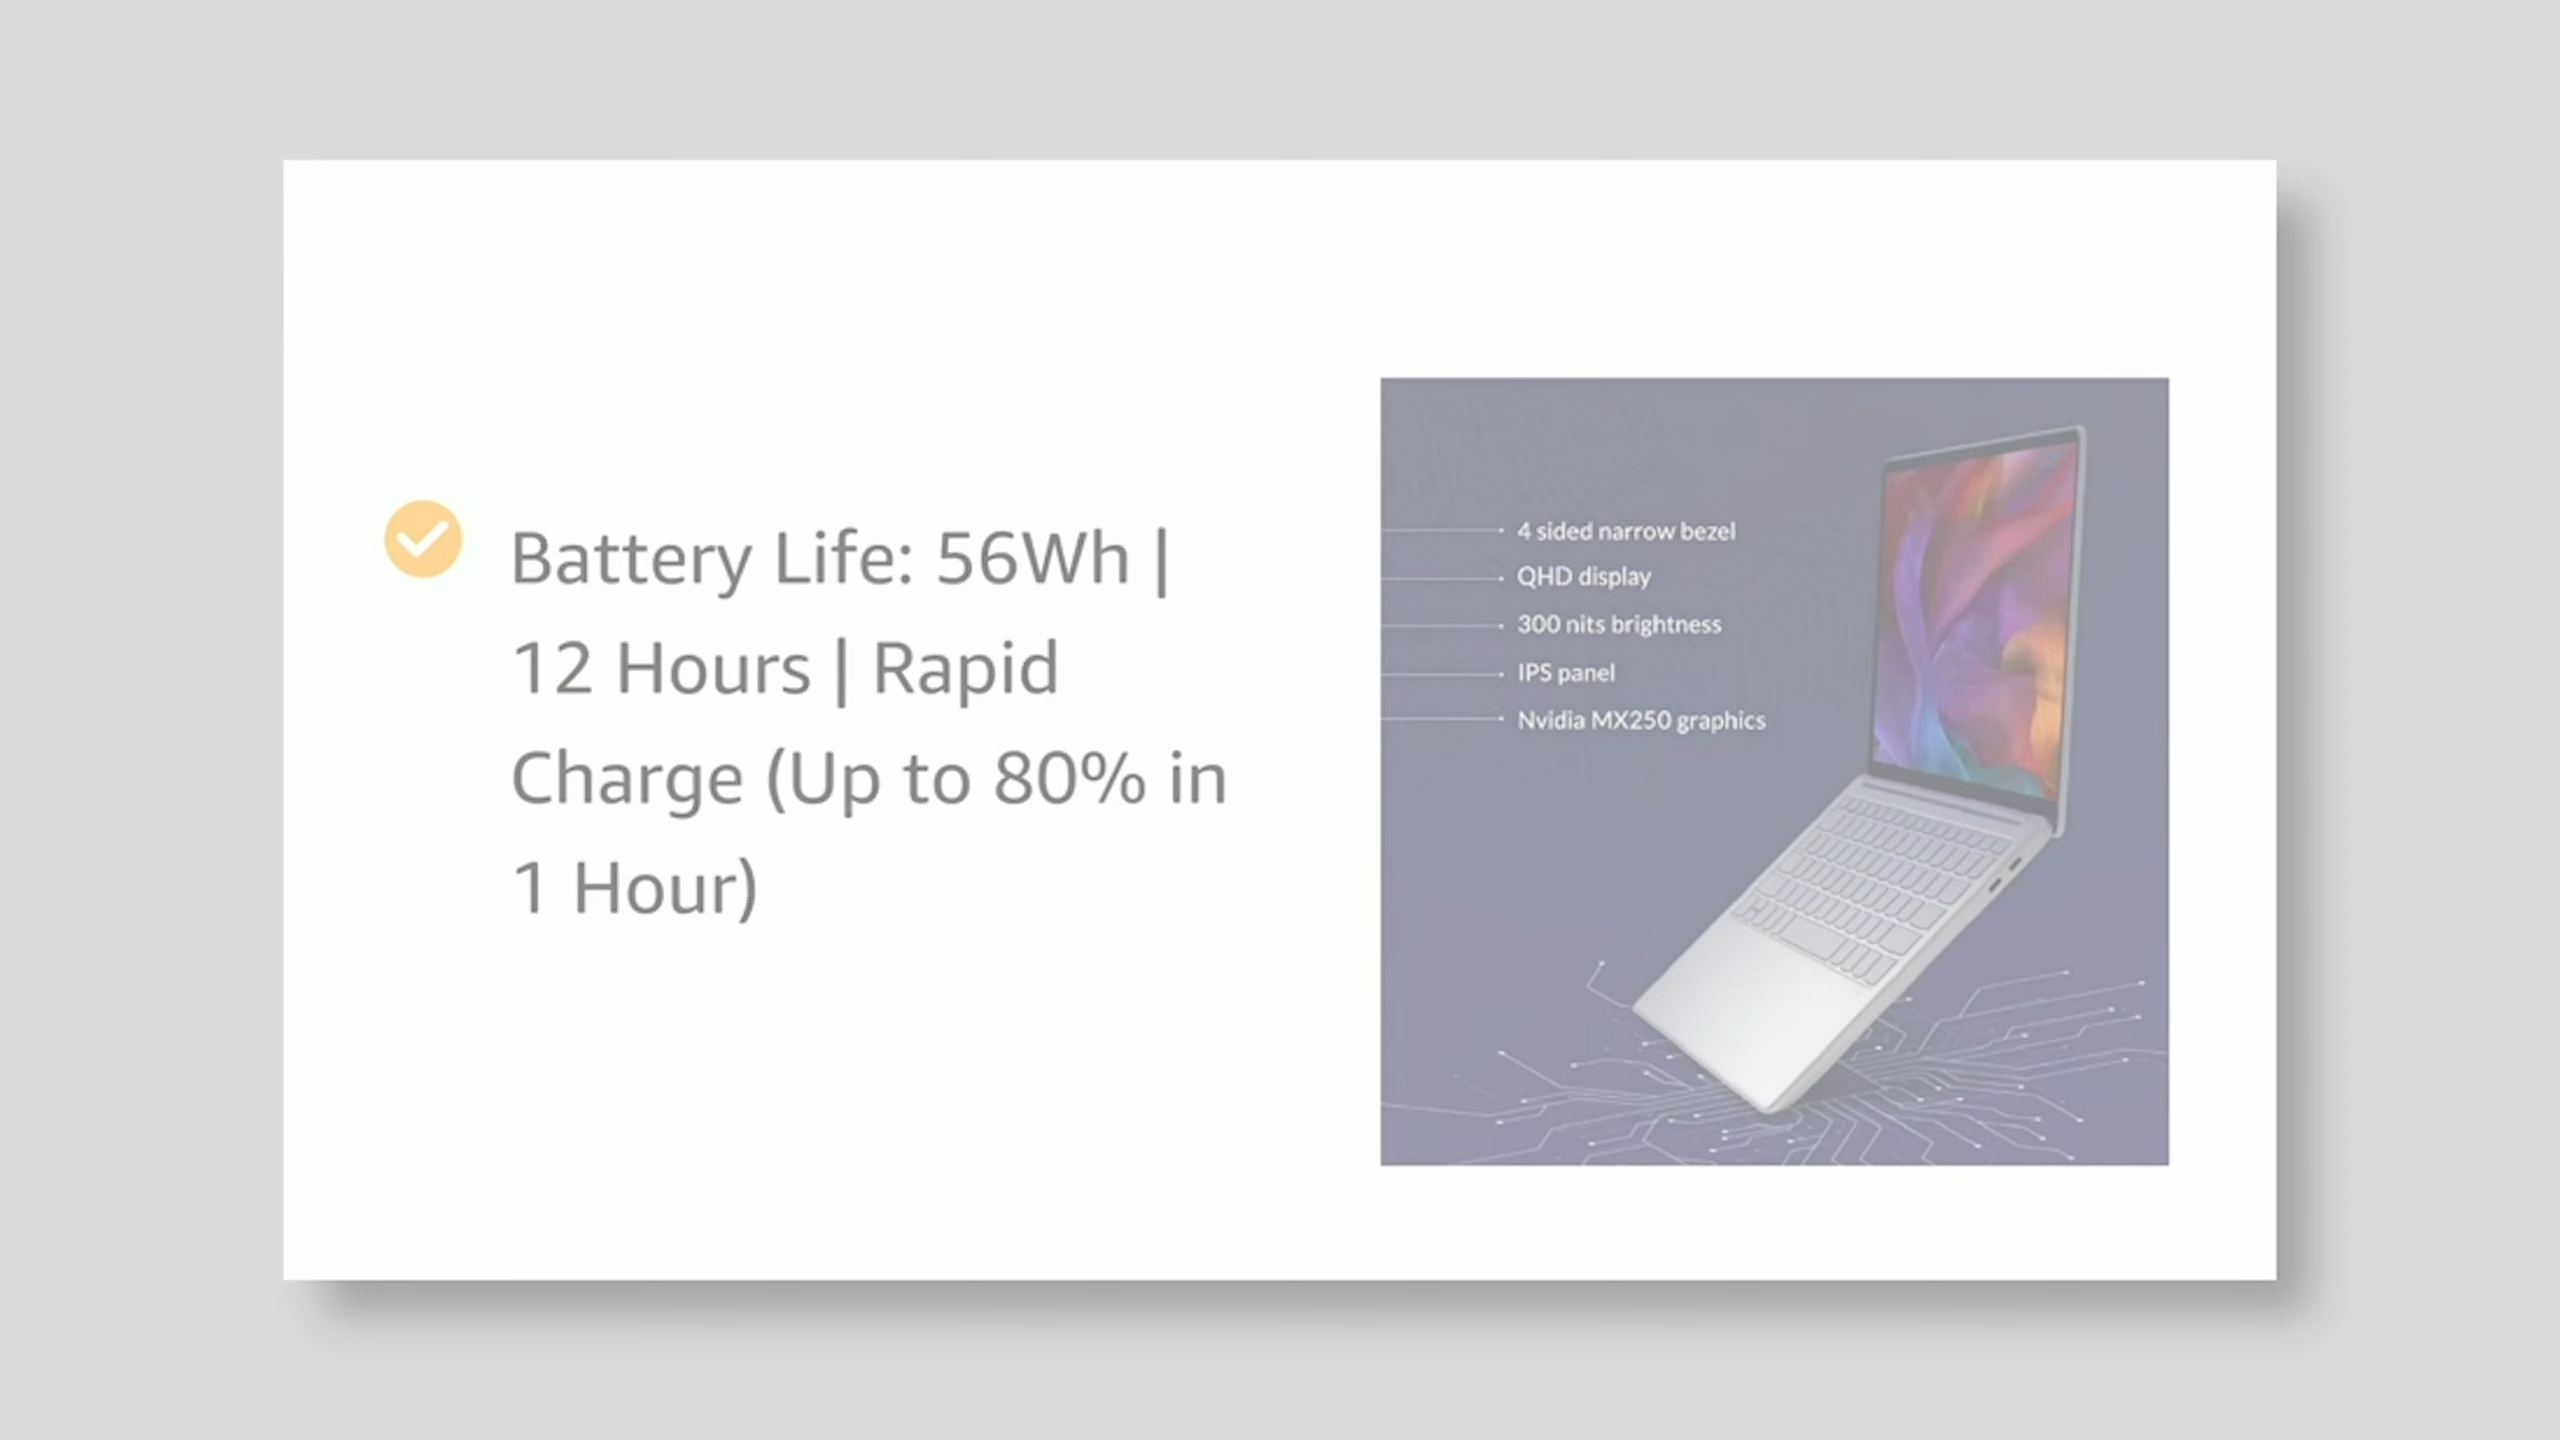 Battery Life: 56Wh |
12 Hours | Rapid
Charge (Up to 80% in
1 Hour)
4 sided narrow bezel
QHD display
300 nits brightness
IPS panel
Nvidia MX250 graphics